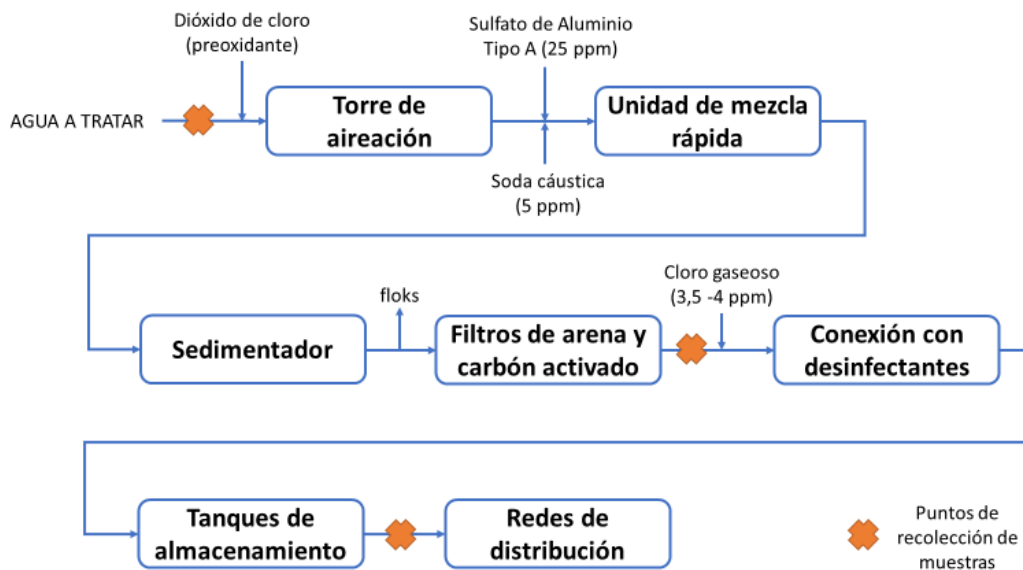 Dióxido de cloro
(preoxidante)
Sulfato de Aluminio
Tipo A (25 ppm)
AGUA A TRATAR
Torre de
aireación
Unidad de mezcla
rápida
Soda cáustica
(5 ppm)
floks
Cloro gaseoso
(3,5 -4 ppm)
Sedimentador
Filtros de arena y
carbón activado
Conexión con
desinfectantes
Tanques de
almacenamiento
Redes de
distribución
Puntos de
recolección de
muestras